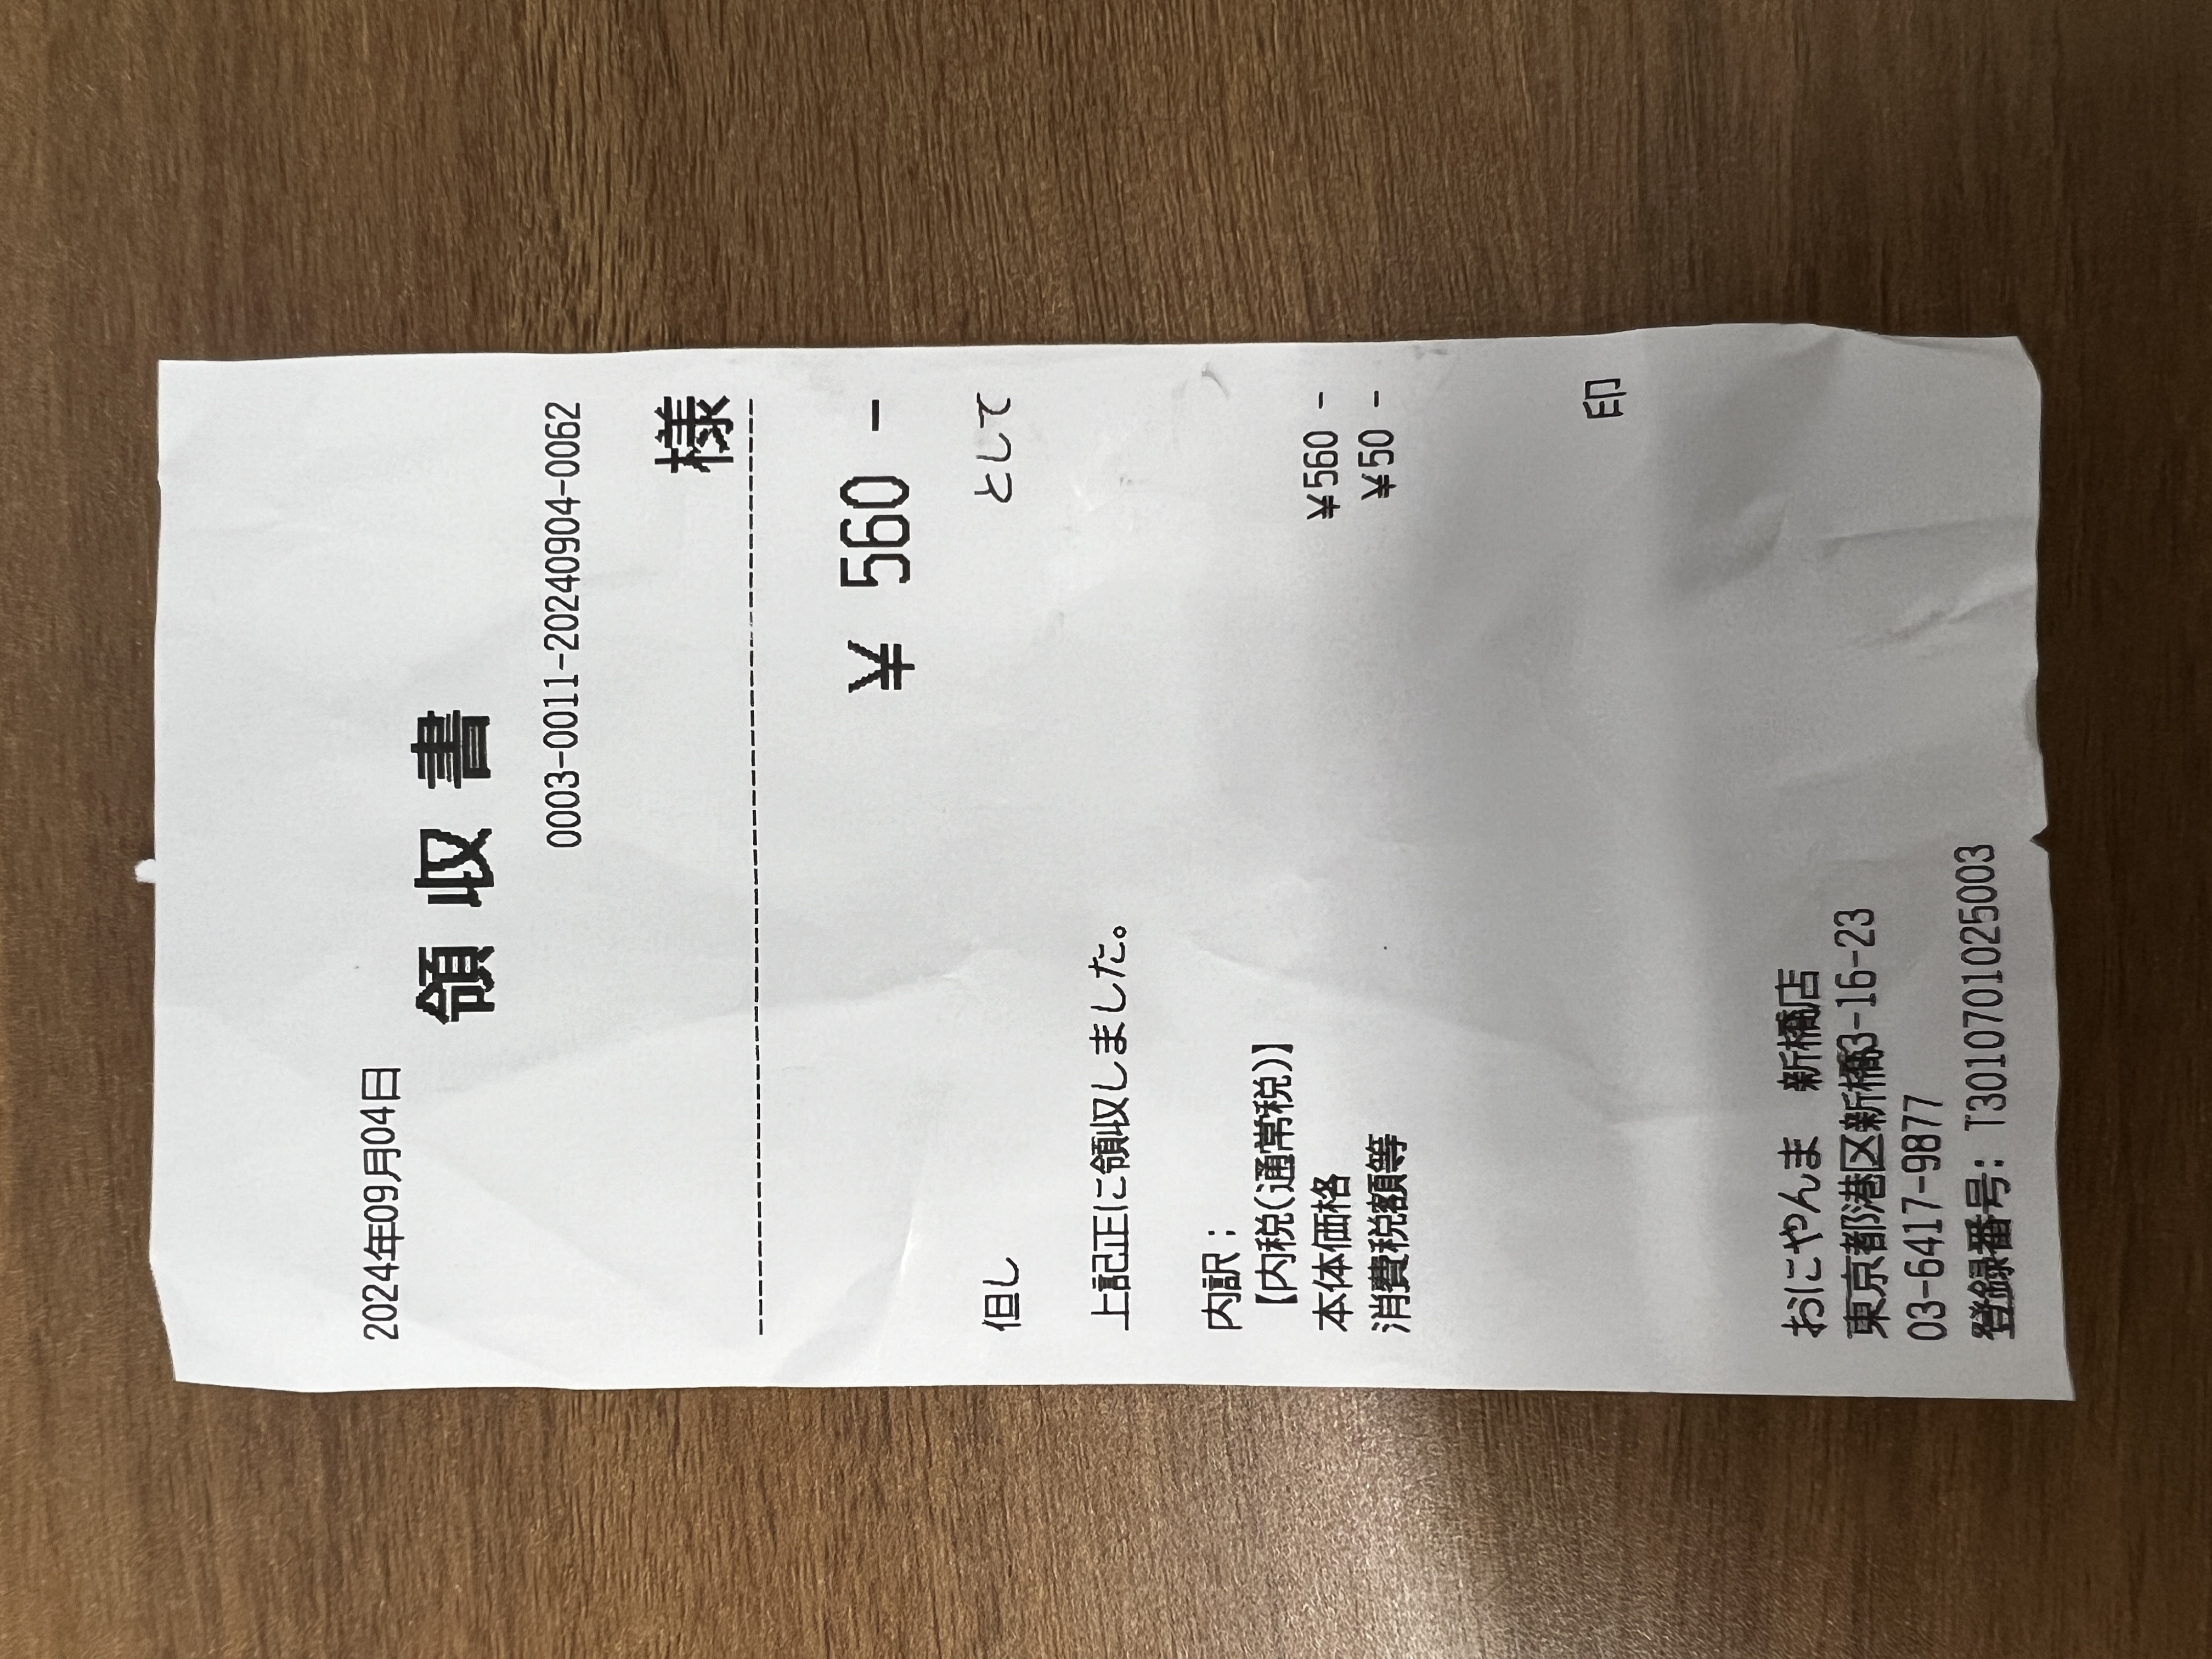 2024年09月04日
領収書
0003-0011-20240904-0062
様
¥ 560 -
但し として
上記正に領収しました。
内訳;
【内税(通常税)】
本体価格 ¥560 -
消費税額等 ¥50 -
印
おにやんま 新橋店
東京都港区新橋3-16-23
03-6417-9877
登録番号: T3010701025003